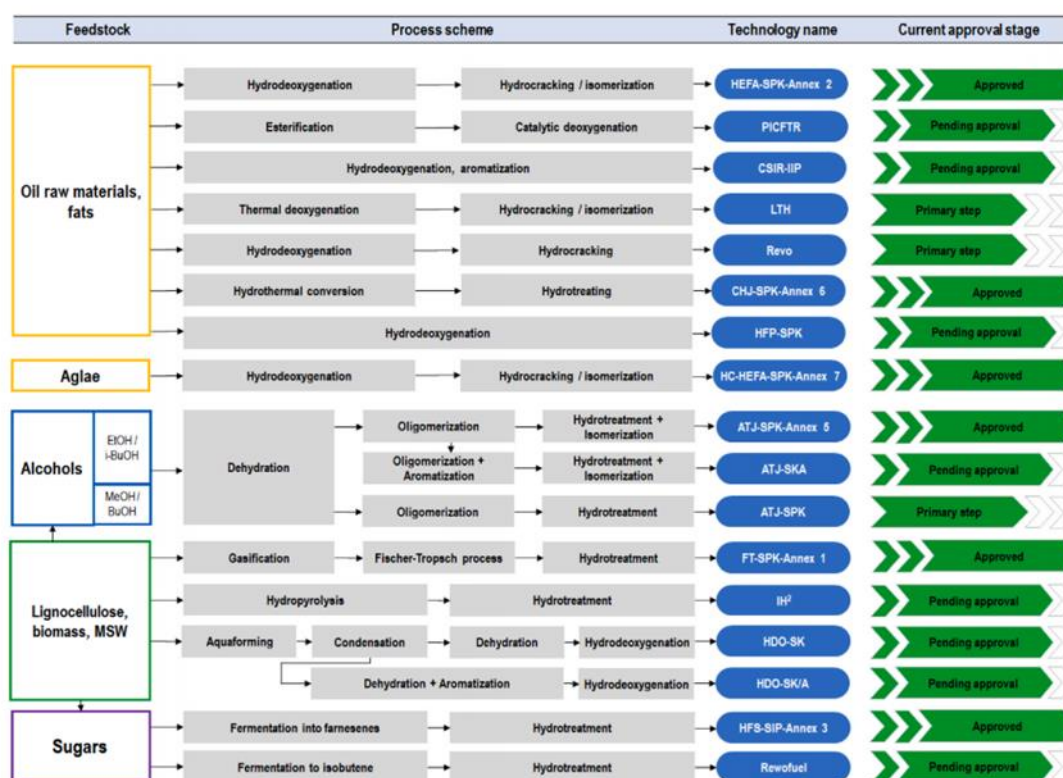 Feedstock Process scheme Technology name Current approval stage
Oil raw materials,
fats
Hydrodeoxygenation Hydrocracking / isomerization HEFA-SPK-Annex 2 Approved
Esterification Catalytic deoxygenation PICFTR Pending approval
Hydrodeoxygenation, aromatization CSIR-IIP Pending approval
Thermal deoxygenation Hydrocracking / isomerization LTH Primary step
Hydrodeoxygenation Hydrocracking Revo Primary step
Hydrothermal conversion Hydrotreating CHJ-SPK-Annex 6 Approved
Hydrodeoxygenation HFP-SPK Pending approval
Aglae Hydrodeoxygenation Hydrocracking / isomerization HC-HEFA-SPK-Annex 7 Approved
Alcohols
EtOH /
i-BuOH
MeOH /
BuOH
Dehydration
Oligomerization Hydrotreatment +
Isomerization ATJ-SPK-Annex 5 Approved
Oligomerization +
Aromatization Hydrotreatment +
Isomerization ATJ-SKA Pending approval
Oligomerization Hydrotreatment ATJ-SPK Primary step
Lignocellulose,
biomass, MSW
Gasification Fischer-Tropsch process Hydrotreatment FT-SPK-Annex 1 Approved
Hydropyrolysis Hydrotreatment IH² Pending approval
Aquaforming Condensation Dehydration Hydrodeoxygenation HDO-SK Pending approval
Dehydration + Aromatization Hydrodeoxygenation HDO-SK/A Pending approval
Sugars
Fermentation into farnesenes Hydrotreatment HFS-SIP-Annex 3 Approved
Fermentation to isobutene Hydrotreatment Rewofuel Pending approval